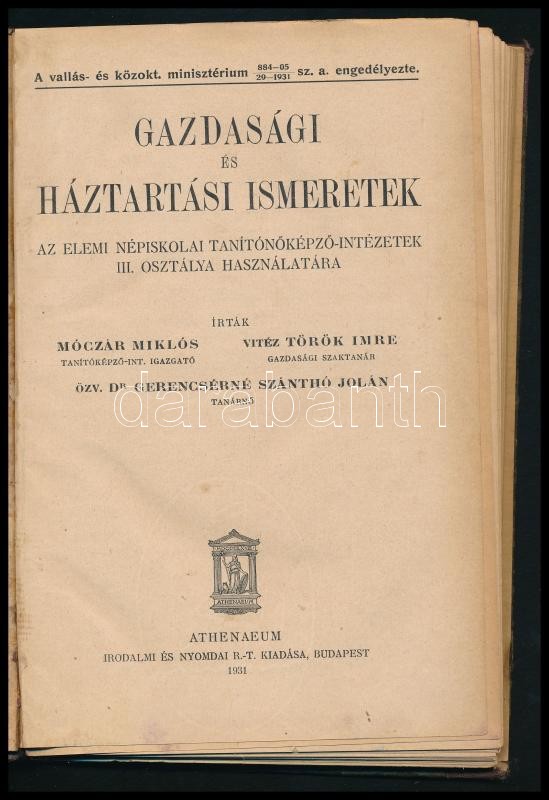 A vallás- és közokt. minisztérium 884—05/29—1931 sz. a. engedélyezte.
GAZDASÁGI
ÉS
HÁZTARTÁSI ISMERETEK
AZ ELEMI NÉPISKOLAI TANÍTÓNŐKÉPZŐ-INTÉZETEK
III. OSZTÁLYA HASZNÁLATÁRA
ÍRTÁK
MÓCZÁR MIKLÓS
TANÍTÓKÉPZŐ-INT. IGAZGATÓ
VITÉZ TÖRÖK IMRE
GAZDASÁGI SZAKTANÁR
ÖZV. DR GERENCSÉRNÉ SZÁNTHÓ JOLÁN
TANÁRNŐ
darabanth
ATHENAEUM
ATHENAEUM
IRODALMI ÉS NYOMDAI R.-T. KIADÁSA, BUDAPEST
1931